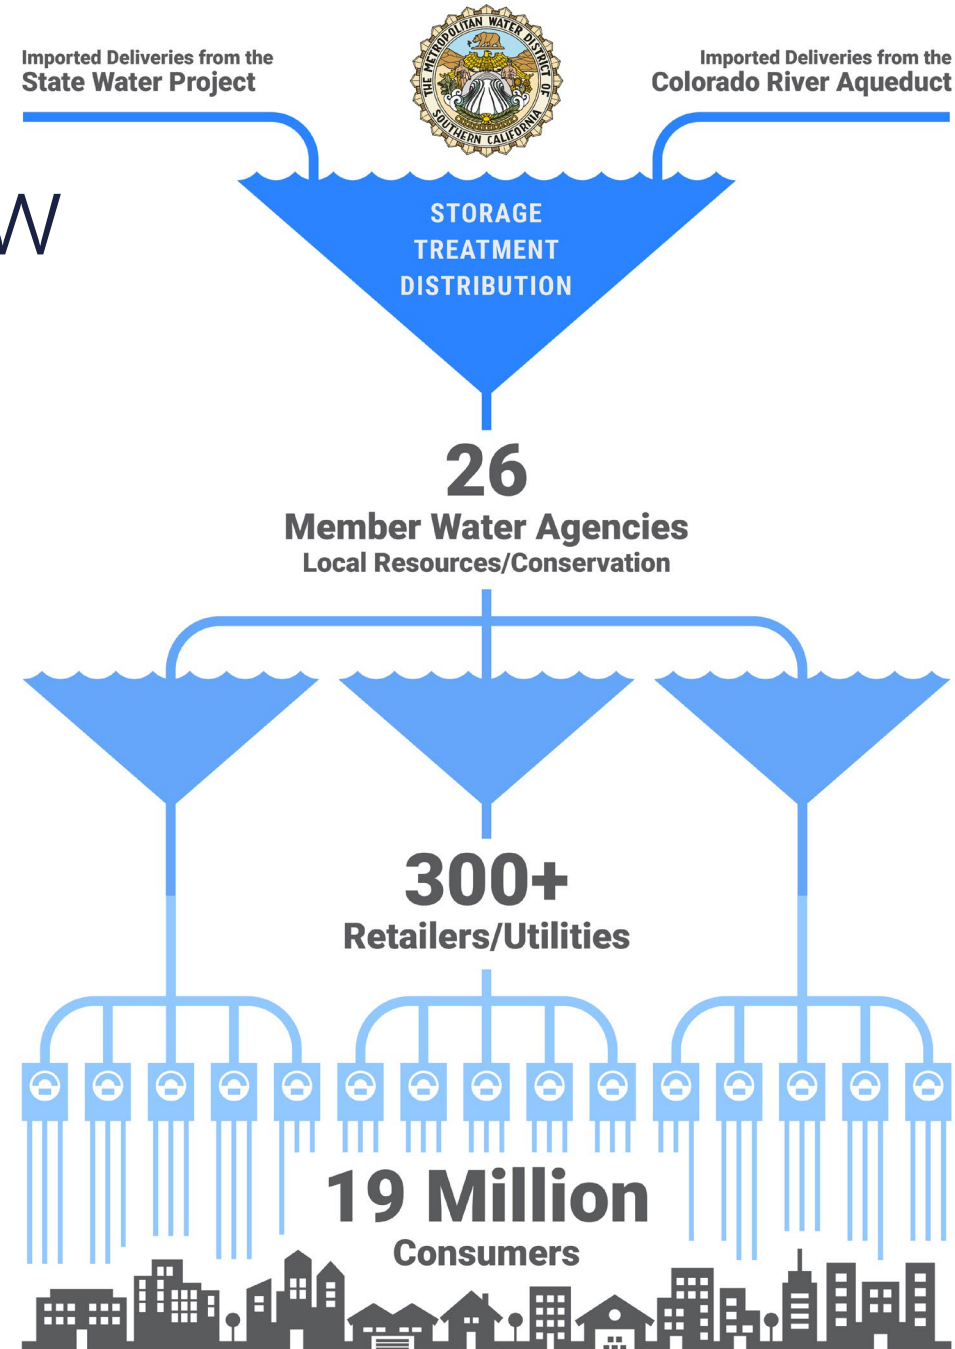 Imported Deliveries from the
State Water Project
THE METROPOLITAN WATER DISTRICT OF
SOUTHERN CALIFORNIA
Imported Deliveries from the
Colorado River Aqueduct
W
STORAGE
TREATMENT
DISTRIBUTION
26
Member Water Agencies
Local Resources/Conservation
300+
Retailers/Utilities
19 Million
Consumers